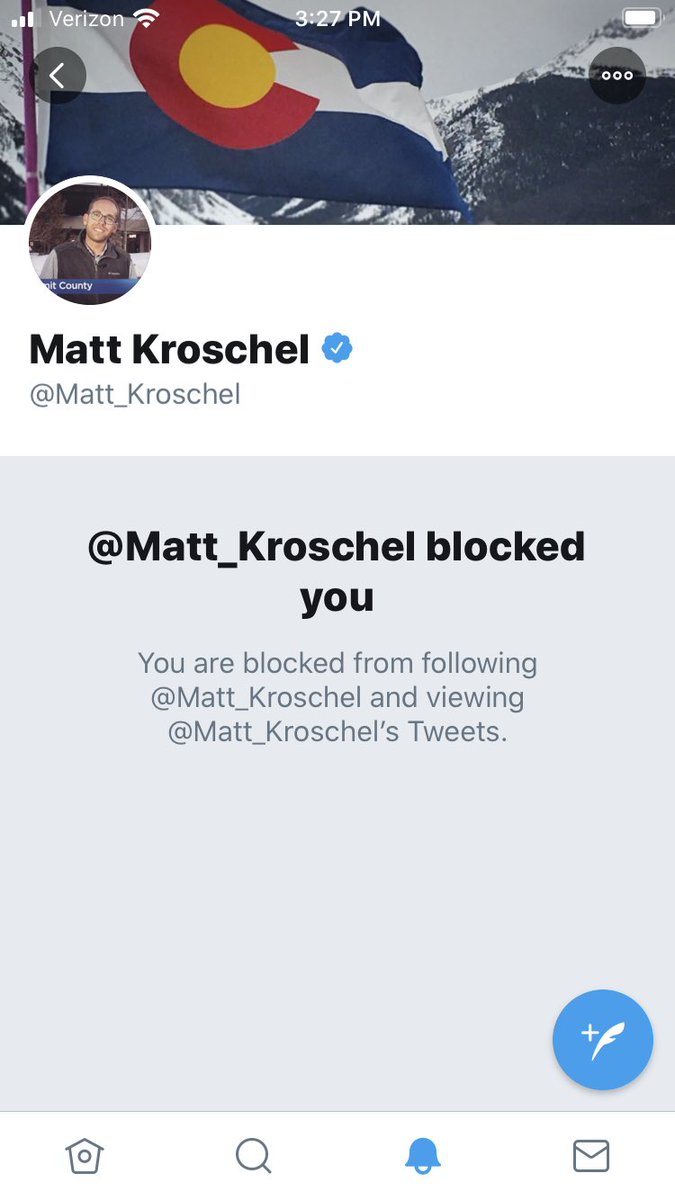 Verizon 3:27 PM
nit County
Matt Kroschel
@Matt_Kroschel
@Matt_Kroschel blocked
you
You are blocked from following
@Matt_Kroschel and viewing
@Matt_Kroschel’s Tweets.